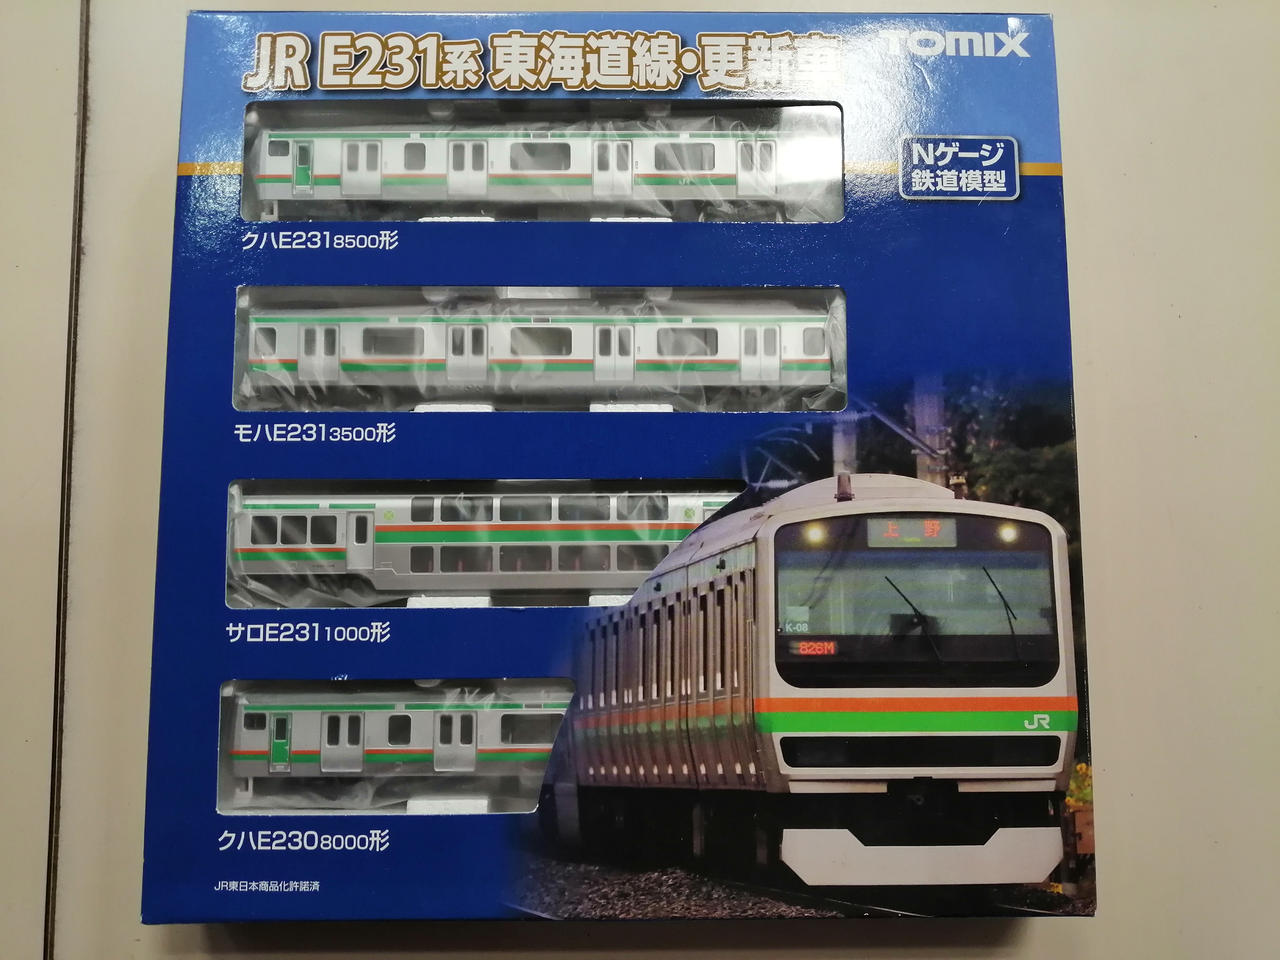 JR E231系 東海道線・更新車
TOMIX
Nゲージ
鉄道模型
クハE2318500形
モハE2313500形
サロE2311000形
クハE2308000形
JR東日本商品化許諾済
上野
K-08
826M
JR